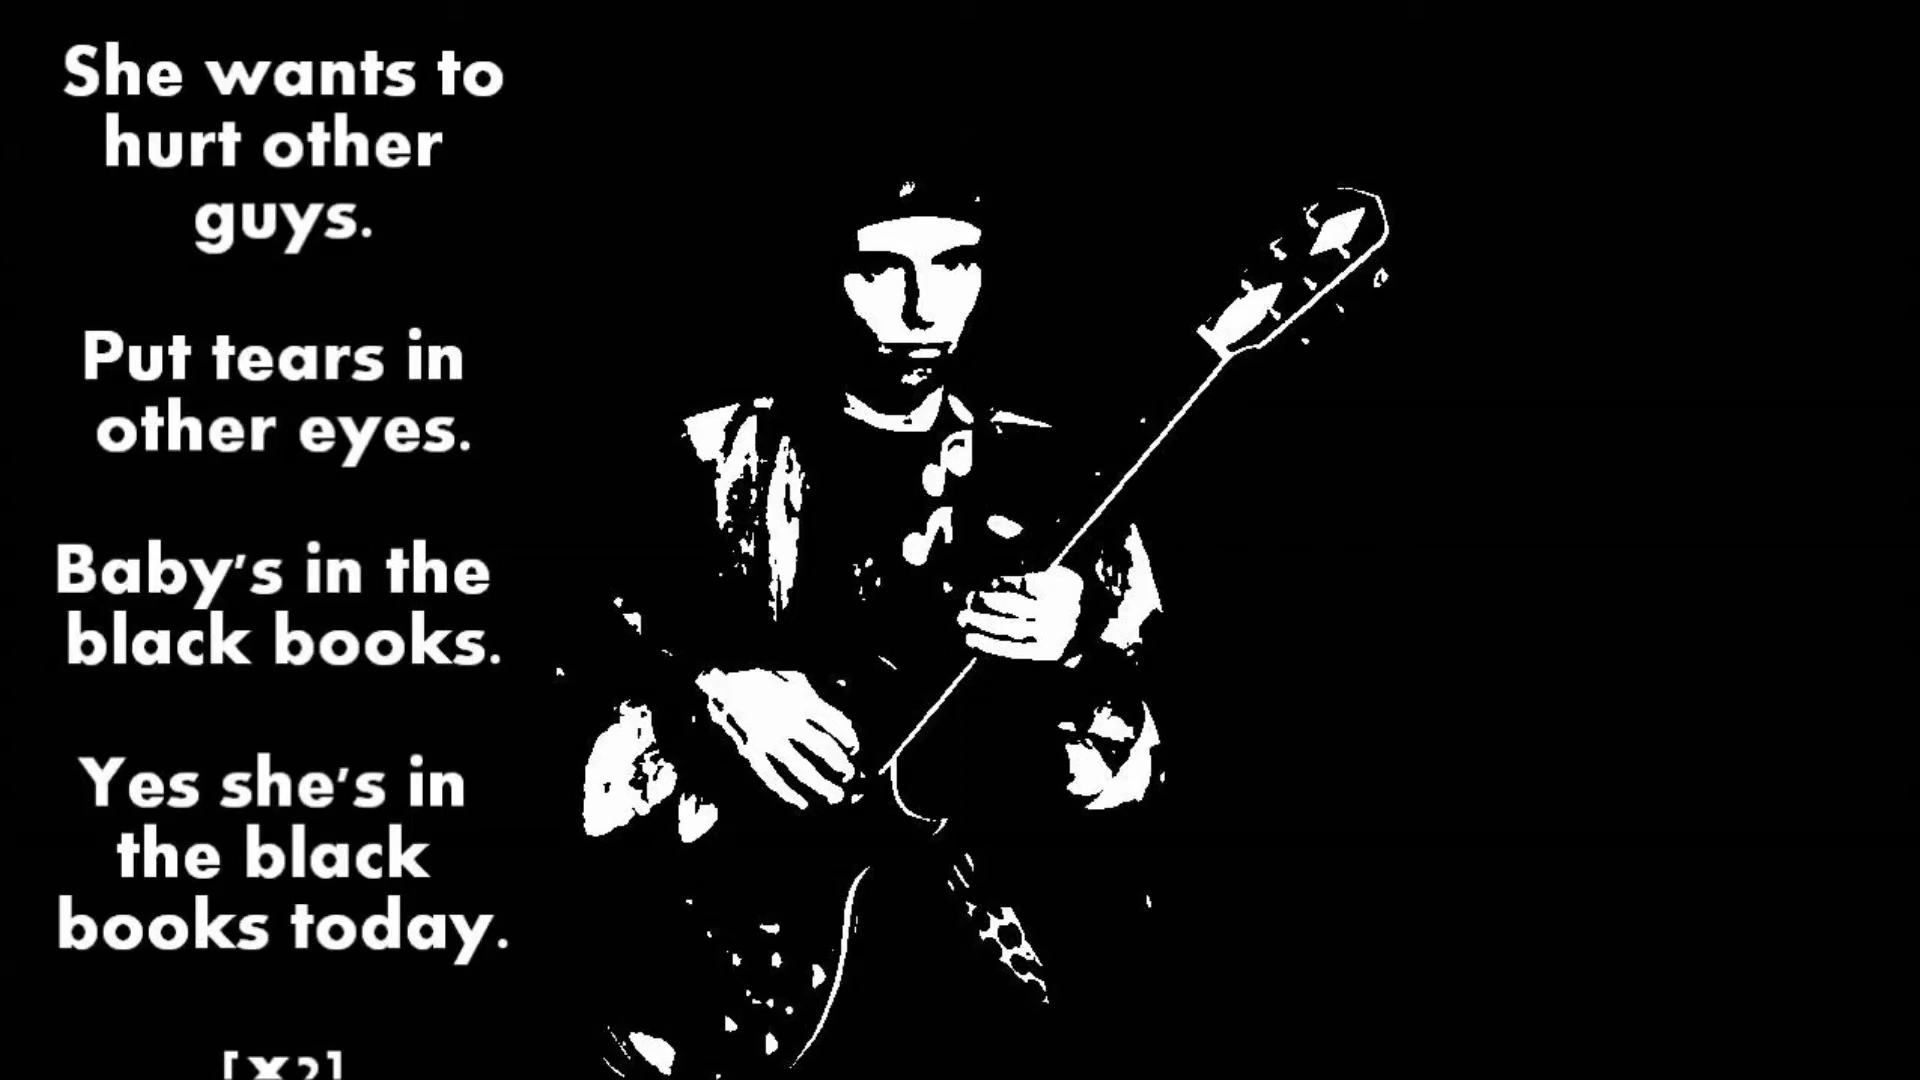 She wants to
hurt other
guys.
Put tears in
other eyes.
Baby's in the
black books.
Yes she's in
the black
books today.
[X2]